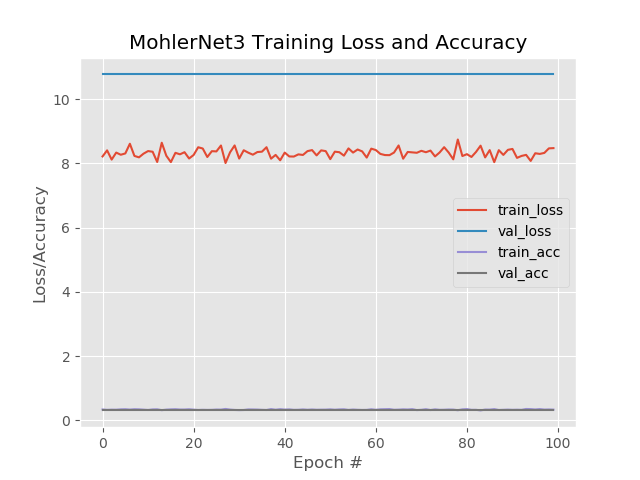 MohlerNet3 Training Loss and Accuracy
10
8
6
4
2
0
Loss/Accuracy
train_loss
val_loss
train_acc
val_acc
0 20 40 60 80 100
Epoch #